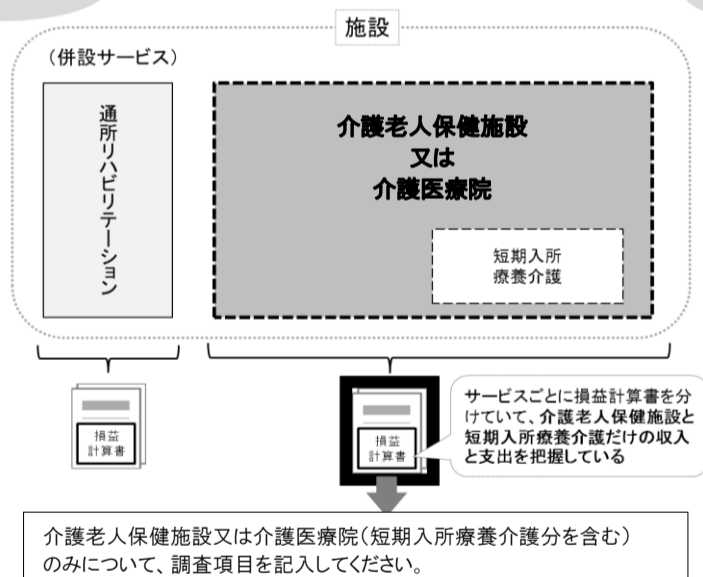 施設
（併設サービス）
通所リハビリテーション
介護老人保健施設
又は
介護医療院
短期入所
療養介護
損益
計算書
損益
計算書
サービスごとに損益計算書を分
けていて、介護老人保健施設と
短期入所療養介護だけの収入
と支出を把握している
介護老人保健施設又は介護医療院（短期入所療養介護分を含む）
のみについて、調査項目を記入してください。